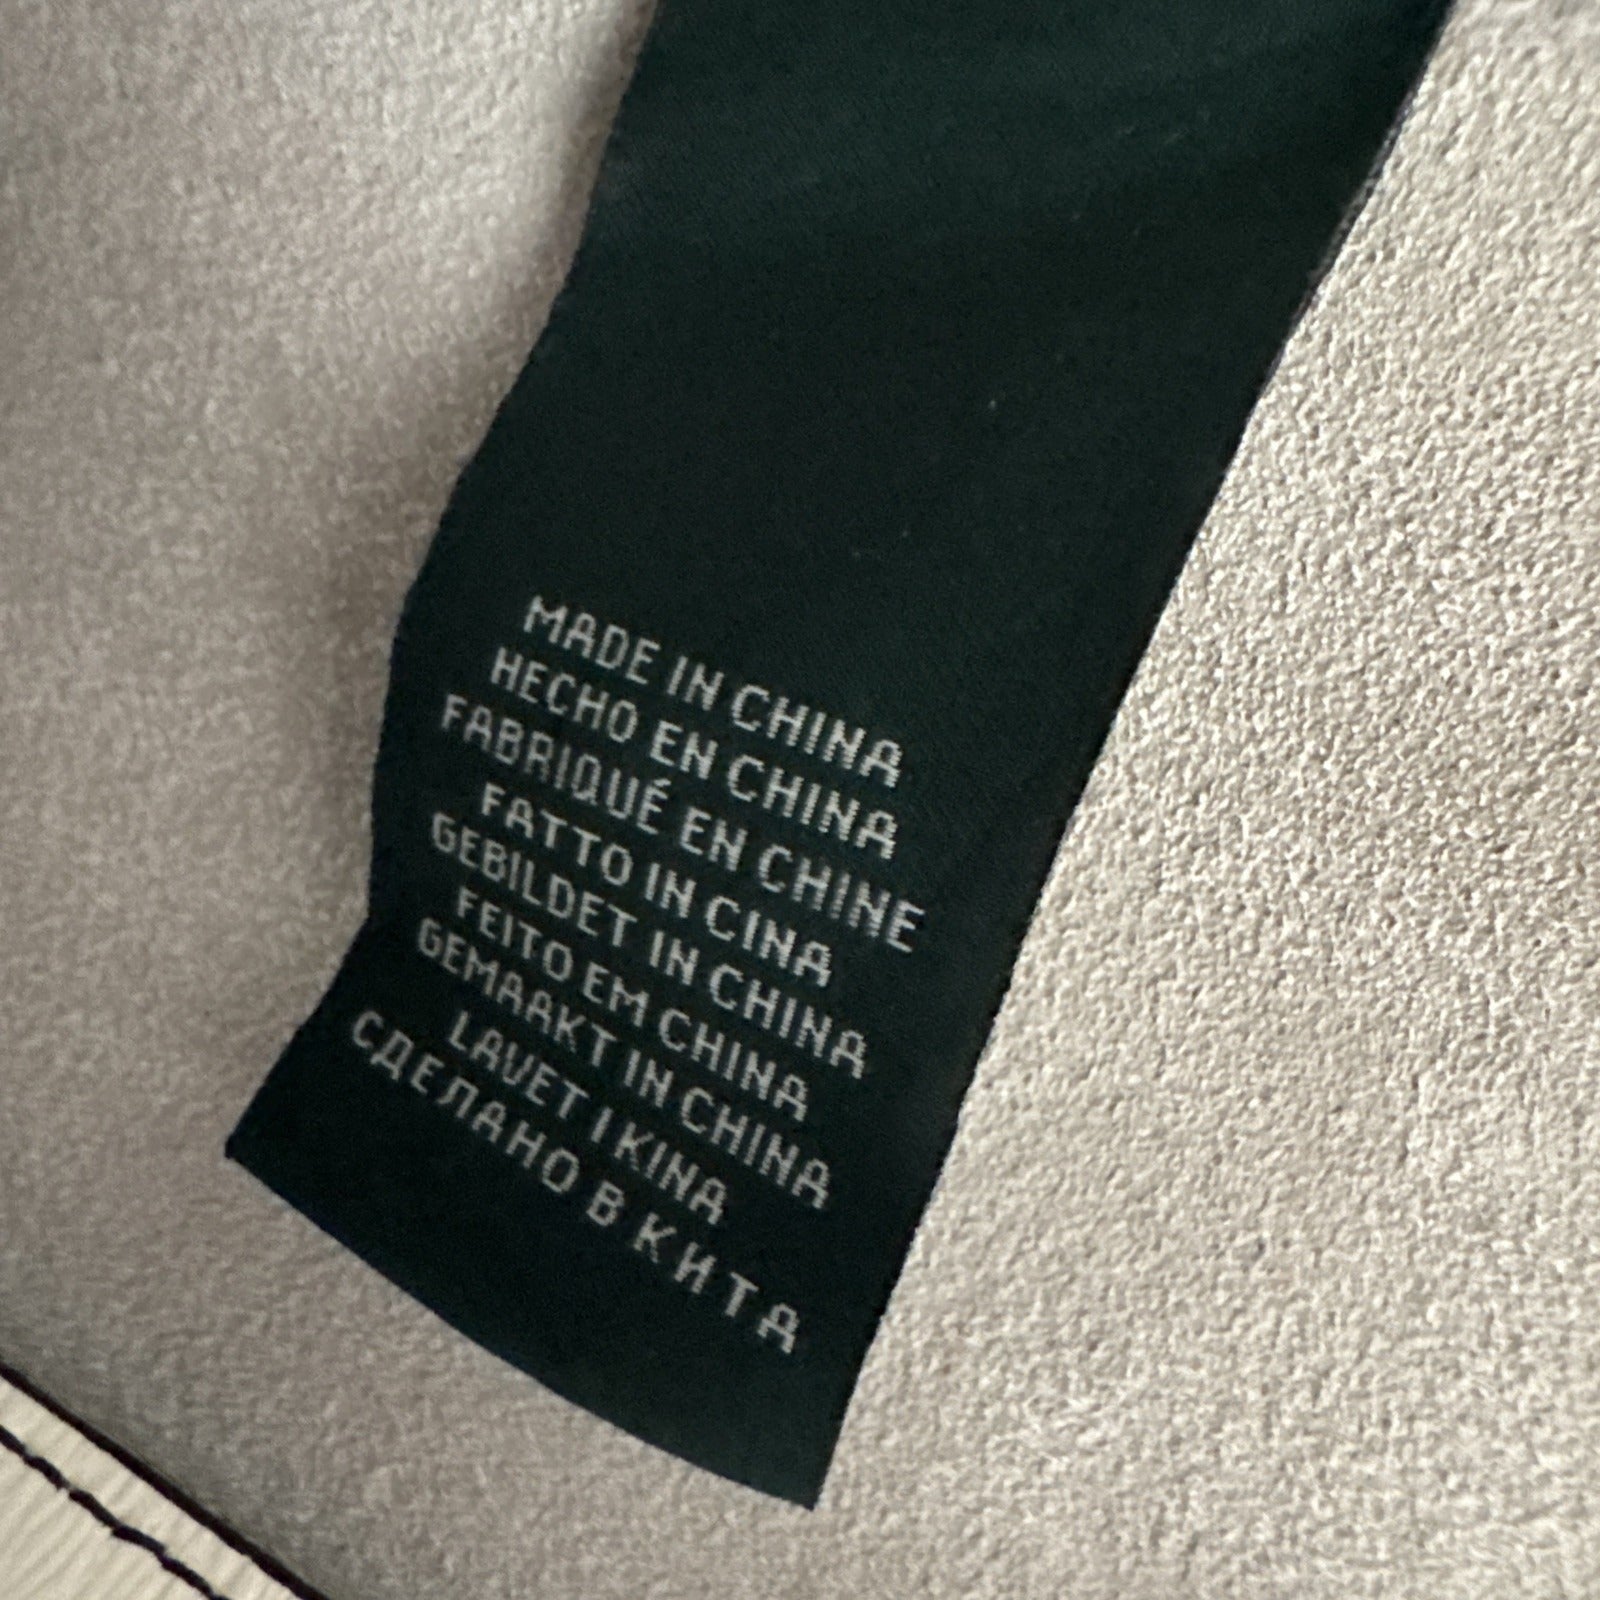 MADE IN CHINA
HECHO EN CHINA
FABRIQUÉ EN CHINE
FATTO IN CINA
GEBILDET IN CHINA
FEITO EM CHINA
GEMAAKT IN CHINA
LAVET I KINA
СДЕЛАНО В КИТА